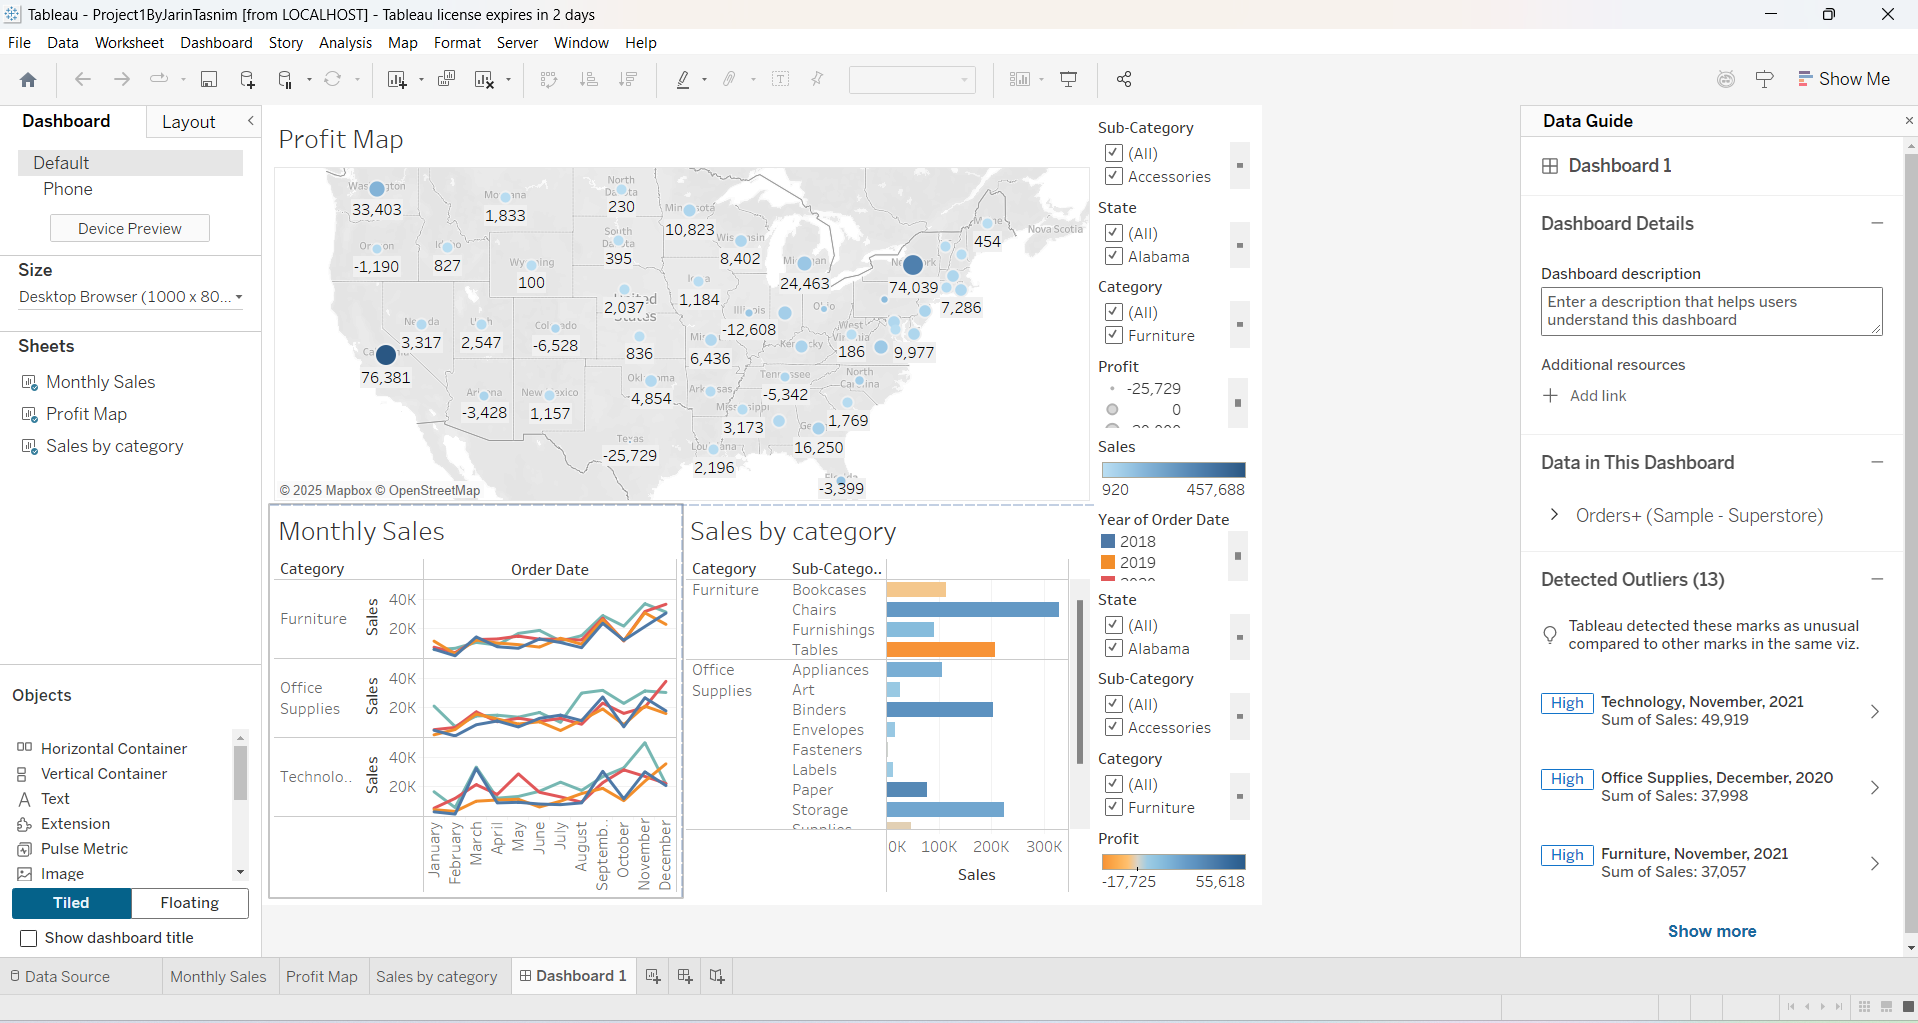 Tableau - Project1ByJarinTasnim [from LOCALHOST] - Tableau license expires in 2 days
File Data Worksheet Dashboard Story Analysis Map Format Server Window Help
Show Me
Dashboard Layout
Default
Phone
Device Preview
Size
Desktop Browser (1000 x 80...
Sheets
Monthly Sales
Profit Map
Sales by category
Objects
Horizontal Container
Vertical Container
Text
Extension
Pulse Metric
Image
Tiled Floating
Show dashboard title
Profit Map
33,403
Montana
1,833
North Dakota
230
Minnesota
10,823
Maine
454
Nova Scotia
Oregon
-1,190
Idaho
827
Wyoming
100
South Dakota
395
Wisconsin
8,402
Michigan
24,463
New York
74,039
7,286
Iowa
1,184
2,037
United States
Illinois
-12,608
Ohio
Nevada
3,317
Utah
2,547
Colorado
-6,528
836
6,436
Kentucky
West Virginia
186
9,977
76,381
Arizona
-3,428
New Mexico
1,157
Oklahoma
4,854
Arkansas
Tennessee
-5,342
North Carolina
Mississippi
3,173
1,769
16,250
Texas
-25,729
Louisiana
2,196
Florida
-3,399
© 2025 Mapbox © OpenStreetMap
Monthly Sales
Category Order Date
Furniture Sales 40K 20K
Office Supplies Sales 40K 20K
Technolo.. Sales 40K 20K
January February March April May June July August Septemb.. October November December
Sales by category
Category Sub-Catego..
Furniture Bookcases
Chairs
Furnishings
Tables
Office Supplies Appliances
Art
Binders
Envelopes
Fasteners
Labels
Paper
Storage
Supplies
0K 100K 200K 300K
Sales
Sub-Category
(All)
Accessories
State
(All)
Alabama
Category
(All)
Furniture
Profit
-25,729
0
20,000
Sales
920 457,688
Year of Order Date
2018
2019
2020
State
(All)
Alabama
Sub-Category
(All)
Accessories
Category
(All)
Furniture
Profit
-17,725 55,618
Data Guide
Dashboard 1
Dashboard Details
Dashboard description
Enter a description that helps users
understand this dashboard
Additional resources
Add link
Data in This Dashboard
Orders+ (Sample - Superstore)
Detected Outliers (13)
Tableau detected these marks as unusual
compared to other marks in the same viz.
High Technology, November, 2021
Sum of Sales: 49,919
High Office Supplies, December, 2020
Sum of Sales: 37,998
High Furniture, November, 2021
Sum of Sales: 37,057
Show more
Data Source Monthly Sales Profit Map Sales by category Dashboard 1